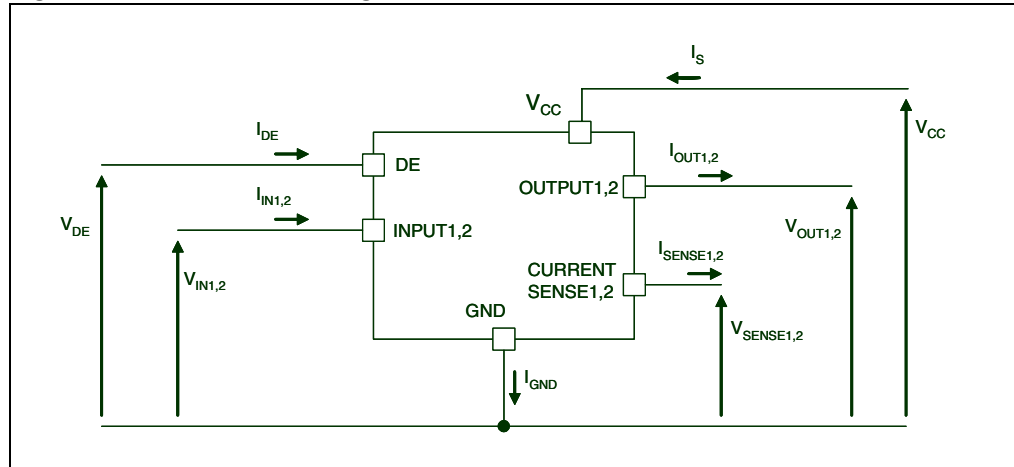 I_S
V_CC
V_CC
I_DE
DE
I_OUT1,2
OUTPUT1,2
I_IN1,2
INPUT1,2
V_DE
V_OUT1,2
I_SENSE1,2
V_IN1,2
CURRENT
SENSE1,2
GND
V_SENSE1,2
I_GND